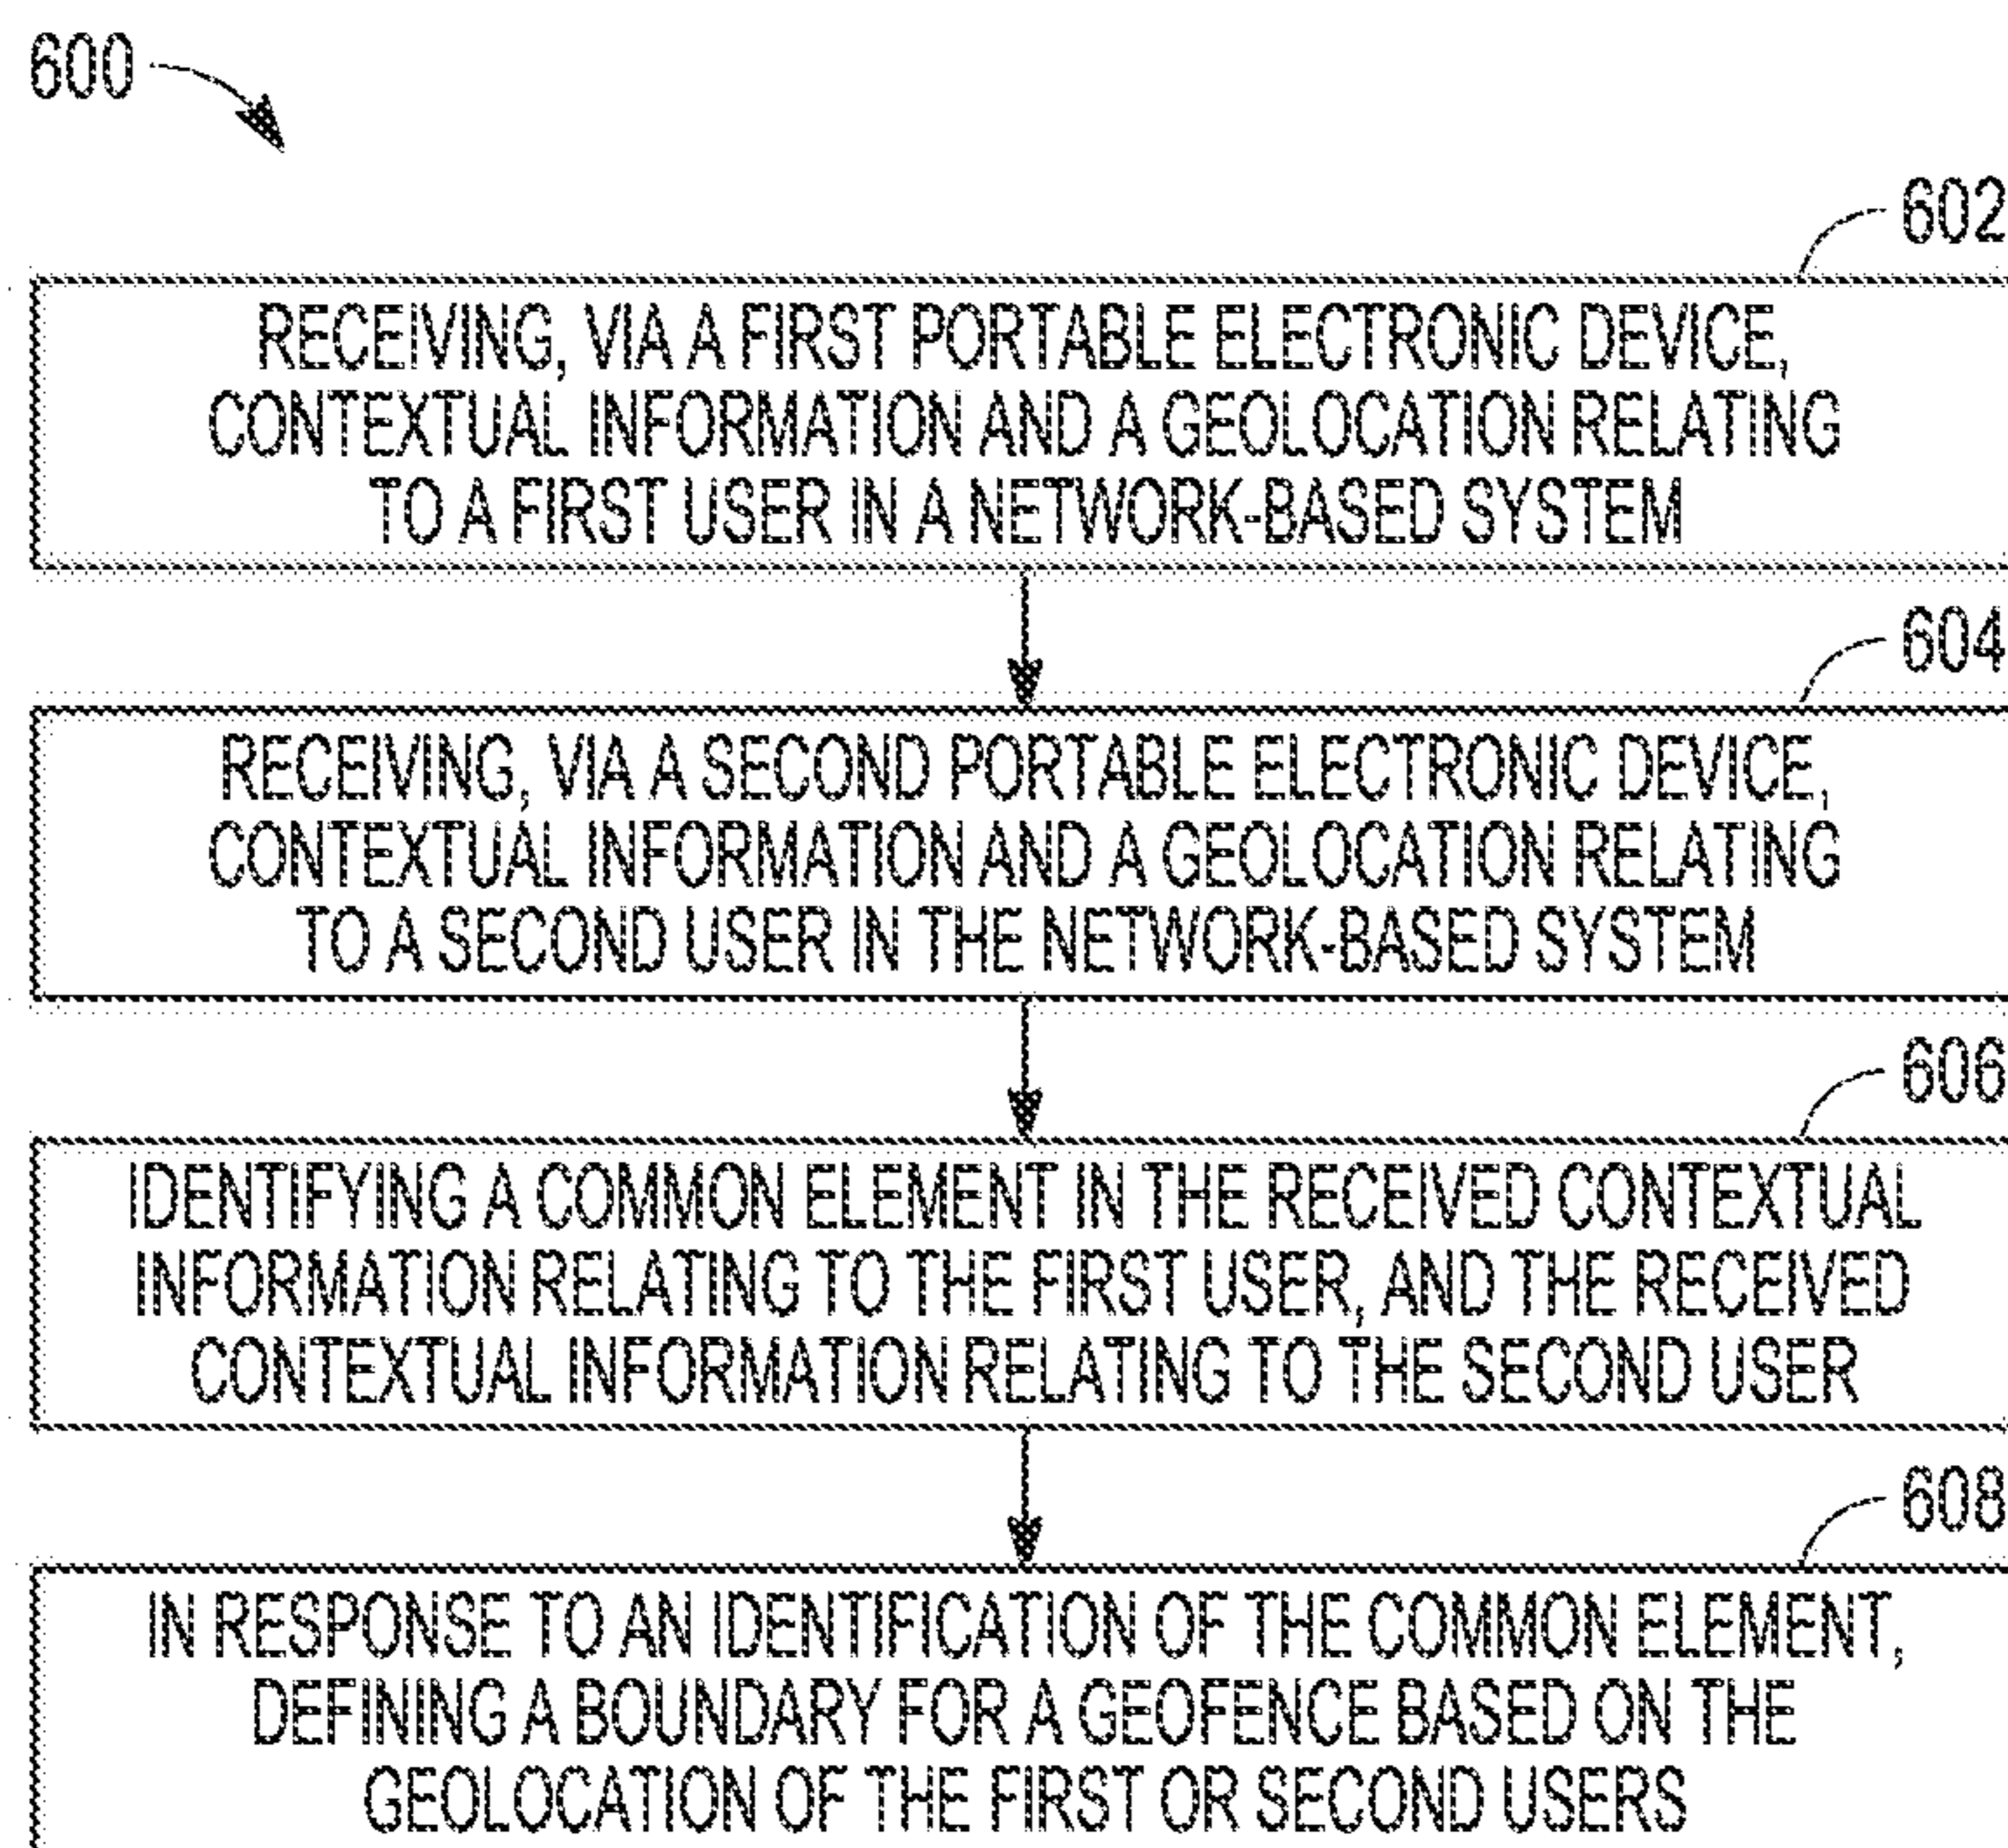 600
602
RECEIVING, VIA A FIRST PORTABLE ELECTRONIC DEVICE,
CONTEXTUAL INFORMATION AND A GEOLOCATION RELATING
TO A FIRST USER IN A NETWORK-BASED SYSTEM
604
RECEIVING, VIA A SECOND PORTABLE ELECTRONIC DEVICE,
CONTEXTUAL INFORMATION AND A GEOLOCATION RELATING
TO A SECOND USER IN THE NETWORK-BASED SYSTEM
606
IDENTIFYING A COMMON ELEMENT IN THE RECEIVED CONTEXTUAL
INFORMATION RELATING TO THE FIRST USER, AND THE RECEIVED
CONTEXTUAL INFORMATION RELATING TO THE SECOND USER
608
IN RESPONSE TO AN IDENTIFICATION OF THE COMMON ELEMENT,
DEFINING A BOUNDARY FOR A GEOFENCE BASED ON THE
GEOLOCATION OF THE FIRST OR SECOND USERS